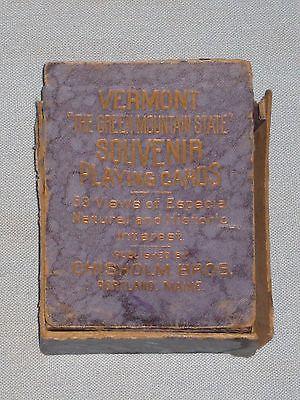 VERMONT
"THE GREEN MOUNTAIN STATE"
SOUVENIR
PLAYING CARDS
53 Views of Especial
Natural and Historic
Interest
PUBLISHED BY
CHISHOLM BROS.
PORTLAND, MAINE.